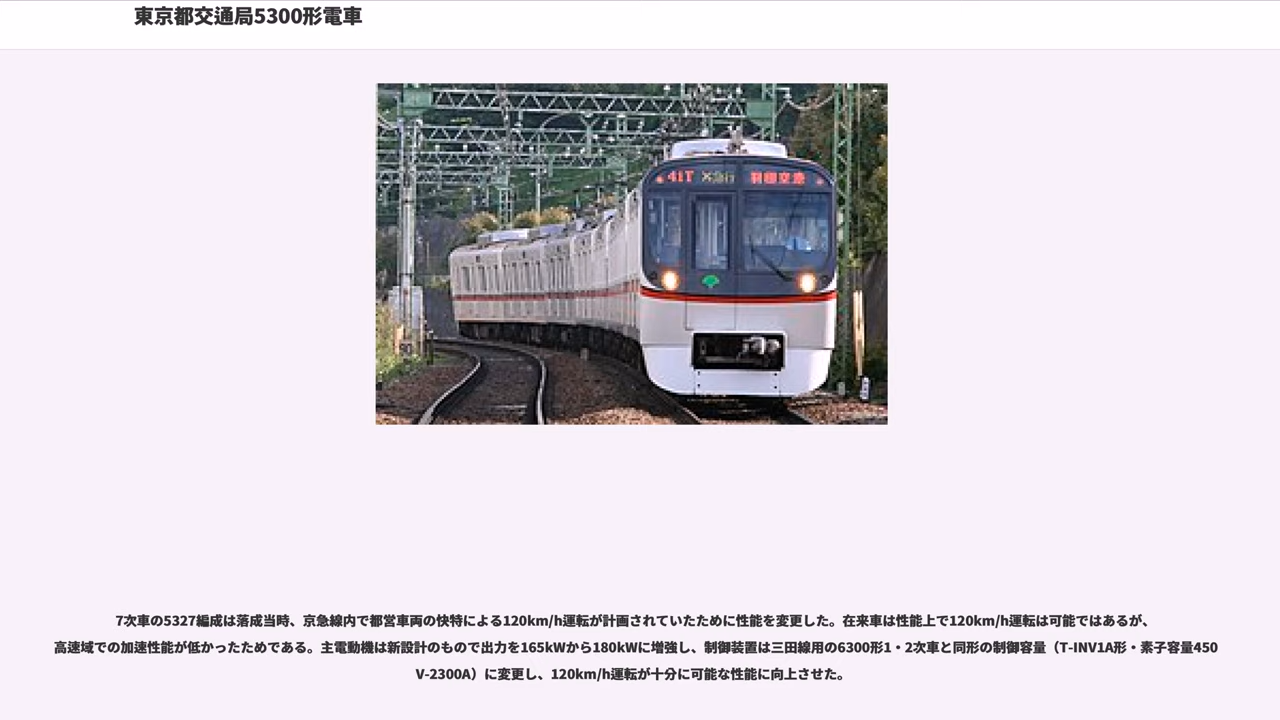 東京都交通局5300形電車
41T 急行 羽田空港
7次車の5327編成は落成当時、京急線内で都営車両の快特による120km/h運転が計画されていたために性能を変更した。在来車は性能上で120km/h運転は可能ではあるが、
高速域での加速性能が低かったためである。主電動機は新設計のもので出力を165kWから180kWに増強し、制御装置は三田線用の6300形1・2次車と同形の制御容量（T-INV1A形・素子容量450
V-2300A）に変更し、120km/h運転が十分に可能な性能に向上させた。